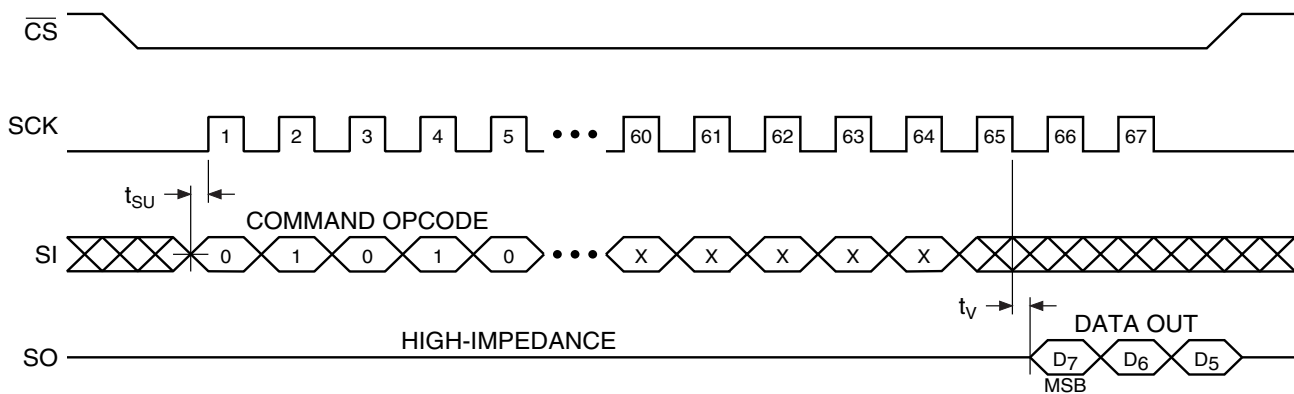 CS
SCK
1 2 3 4 5 ••• 60 61 62 63 64 65 66 67
tSU
COMMAND OPCODE
SI
0 1 0 1 0 ••• X X X X X
tV
DATA OUT
HIGH-IMPEDANCE
SO
D7 D6 D5
MSB